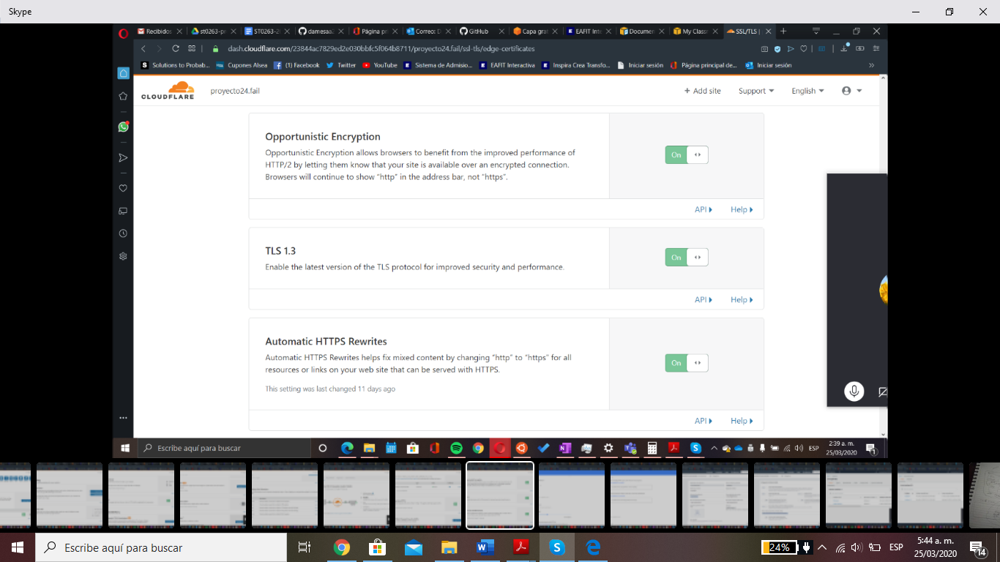 Skype
Recibidos
st0263-pr
ST0263-2
damesaa
Página pr
Correo: D
GitHub
Capa grat
EAFIT Inte
Documen
My Classe
SSL/TLS |
dash.cloudflare.com/23844ac7829ed2e030bbfc5f064b8711/proyecto24.fail/ssl-tls/edge-certificates
Solutions to Probab...
Cupones Alsea
(1) Facebook
Twitter
YouTube
Sistema de Admisio...
EAFIT Interactiva
Inspira Crea Transfo...
Iniciar sesión
Página principal de...
Iniciar sesión
CLOUDFLARE
proyecto24.fail
+ Add site
Support
English
Opportunistic Encryption
Opportunistic Encryption allows browsers to benefit from the improved performance of
HTTP/2 by letting them know that your site is available over an encrypted connection.
Browsers will continue to show “http” in the address bar, not “https”.
On
API
Help
TLS 1.3
Enable the latest version of the TLS protocol for improved security and performance.
On
API
Help
Automatic HTTPS Rewrites
Automatic HTTPS Rewrites helps fix mixed content by changing “http” to “https” for all
resources or links on your web site that can be served with HTTPS.
This setting was last changed 11 days ago
On
API
Help
Escribe aquí para buscar
ESP
2:39 a. m.
25/03/2020
1
Escribe aquí para buscar
24%
ESP
5:44 a. m.
25/03/2020
14